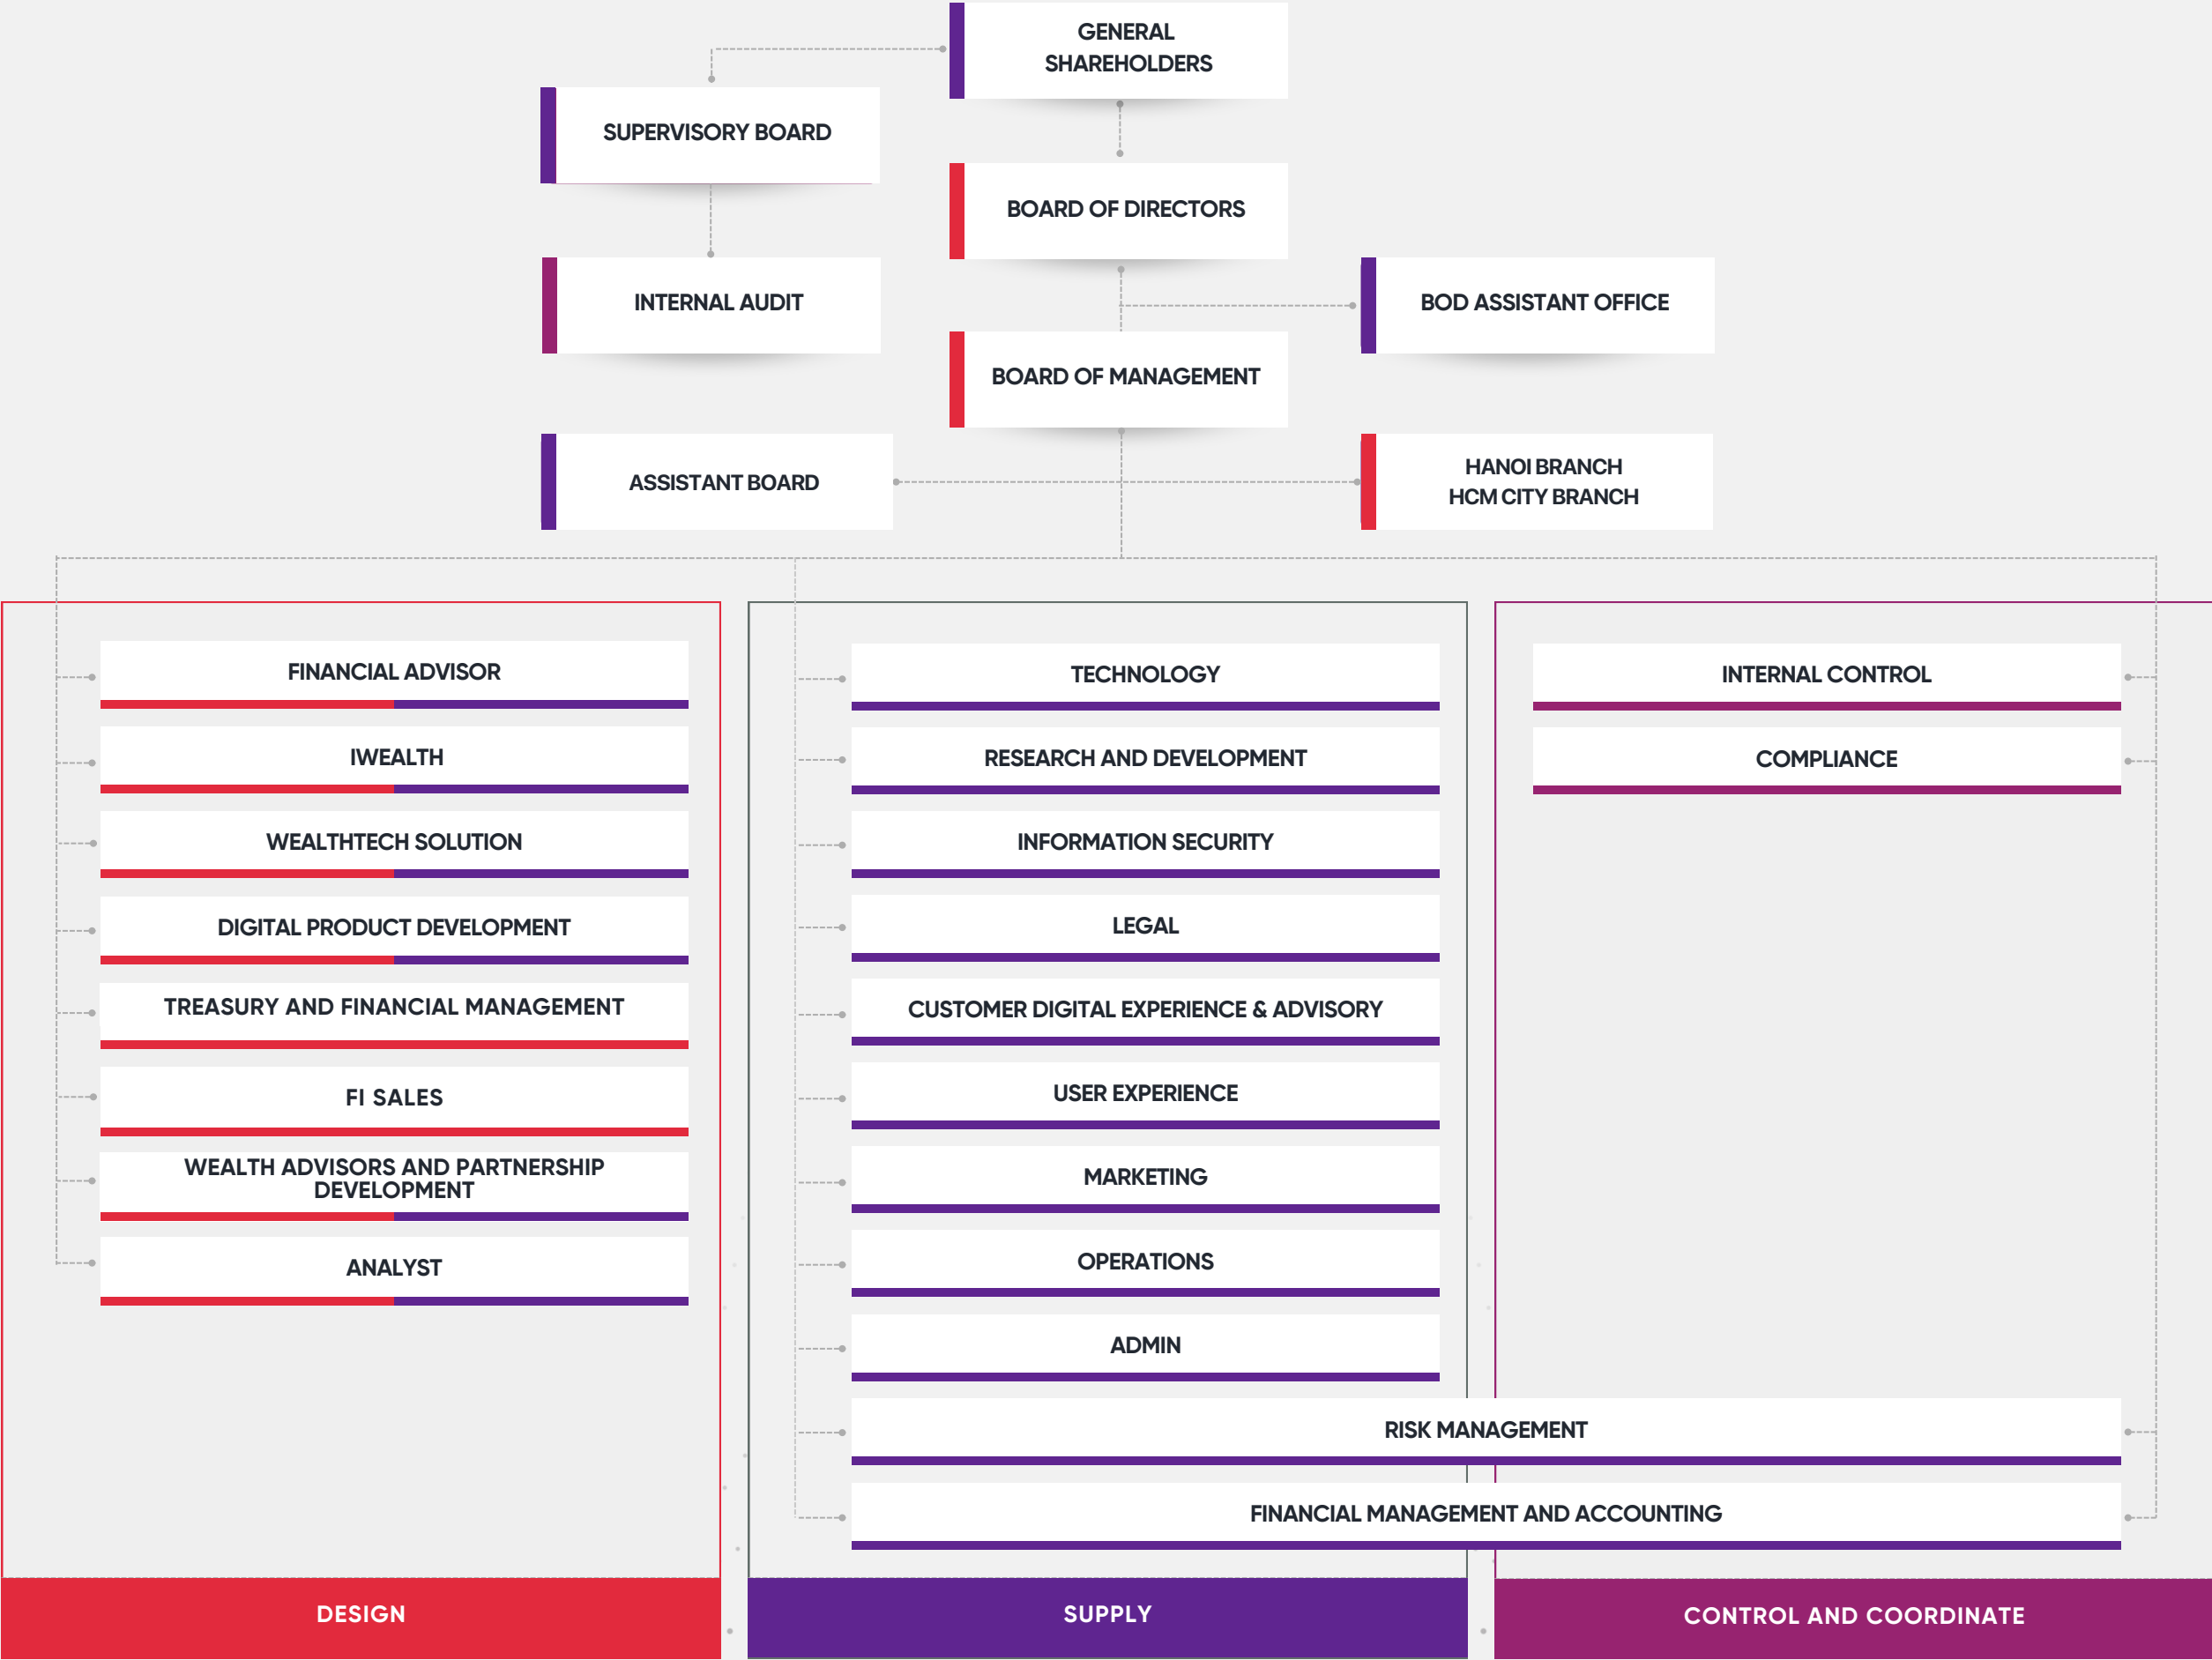 GENERAL
SHAREHOLDERS
SUPERVISORY BOARD
BOARD OF DIRECTORS
INTERNAL AUDIT
BOD ASSISTANT OFFICE
BOARD OF MANAGEMENT
ASSISTANT BOARD
HANOI BRANCH
HCM CITY BRANCH
FINANCIAL ADVISOR
IWEALTH
WEALTHTECH SOLUTION
DIGITAL PRODUCT DEVELOPMENT
TREASURY AND FINANCIAL MANAGEMENT
FI SALES
WEALTH ADVISORS AND PARTNERSHIP
DEVELOPMENT
ANALYST
DESIGN
TECHNOLOGY
RESEARCH AND DEVELOPMENT
INFORMATION SECURITY
LEGAL
CUSTOMER DIGITAL EXPERIENCE & ADVISORY
USER EXPERIENCE
MARKETING
OPERATIONS
ADMIN
RISK MANAGEMENT
FINANCIAL MANAGEMENT AND ACCOUNTING
SUPPLY
INTERNAL CONTROL
COMPLIANCE
CONTROL AND COORDINATE